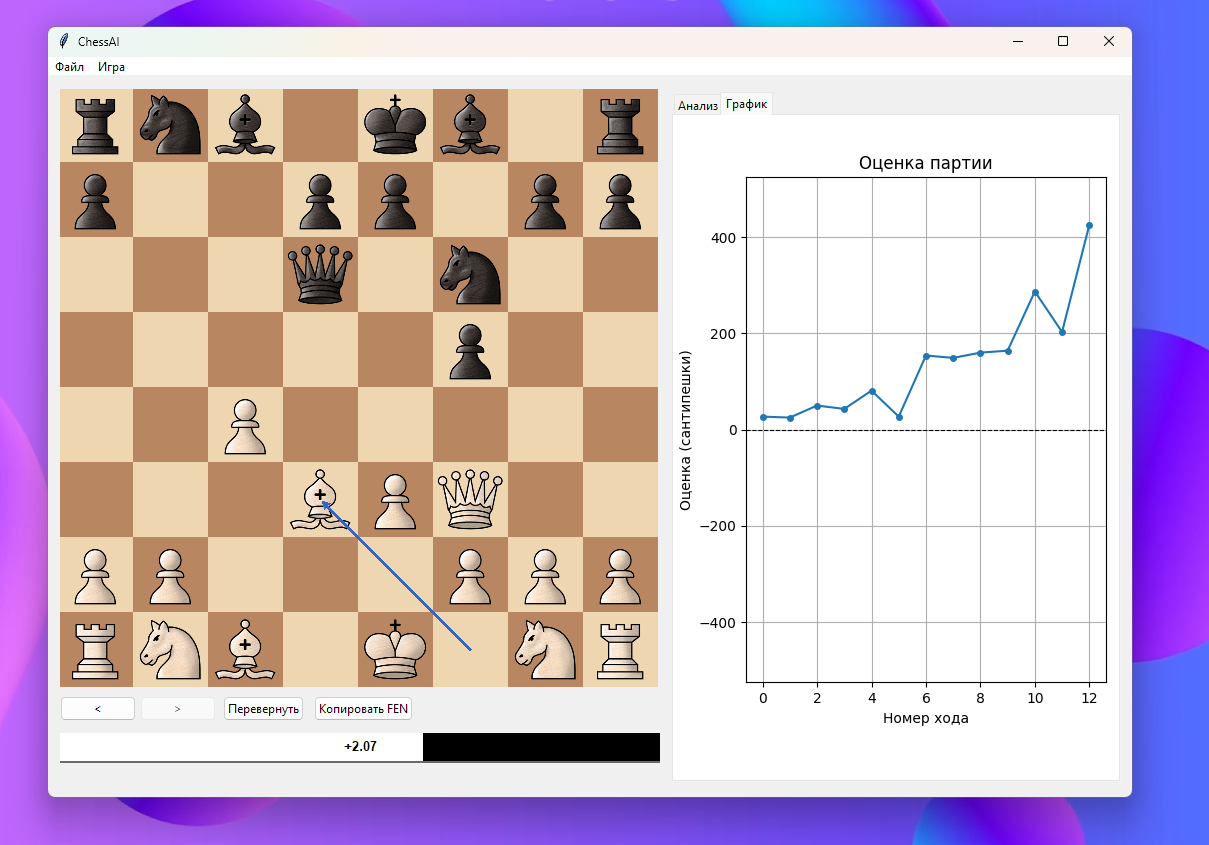 ChessAI
Файл Игра
Анализ График
Оценка партии
400
200
0
−200
−400
Оценка (сантипешки)
0 2 4 6 8 10 12
Номер хода
< > Перевернуть Копировать FEN
+2.07